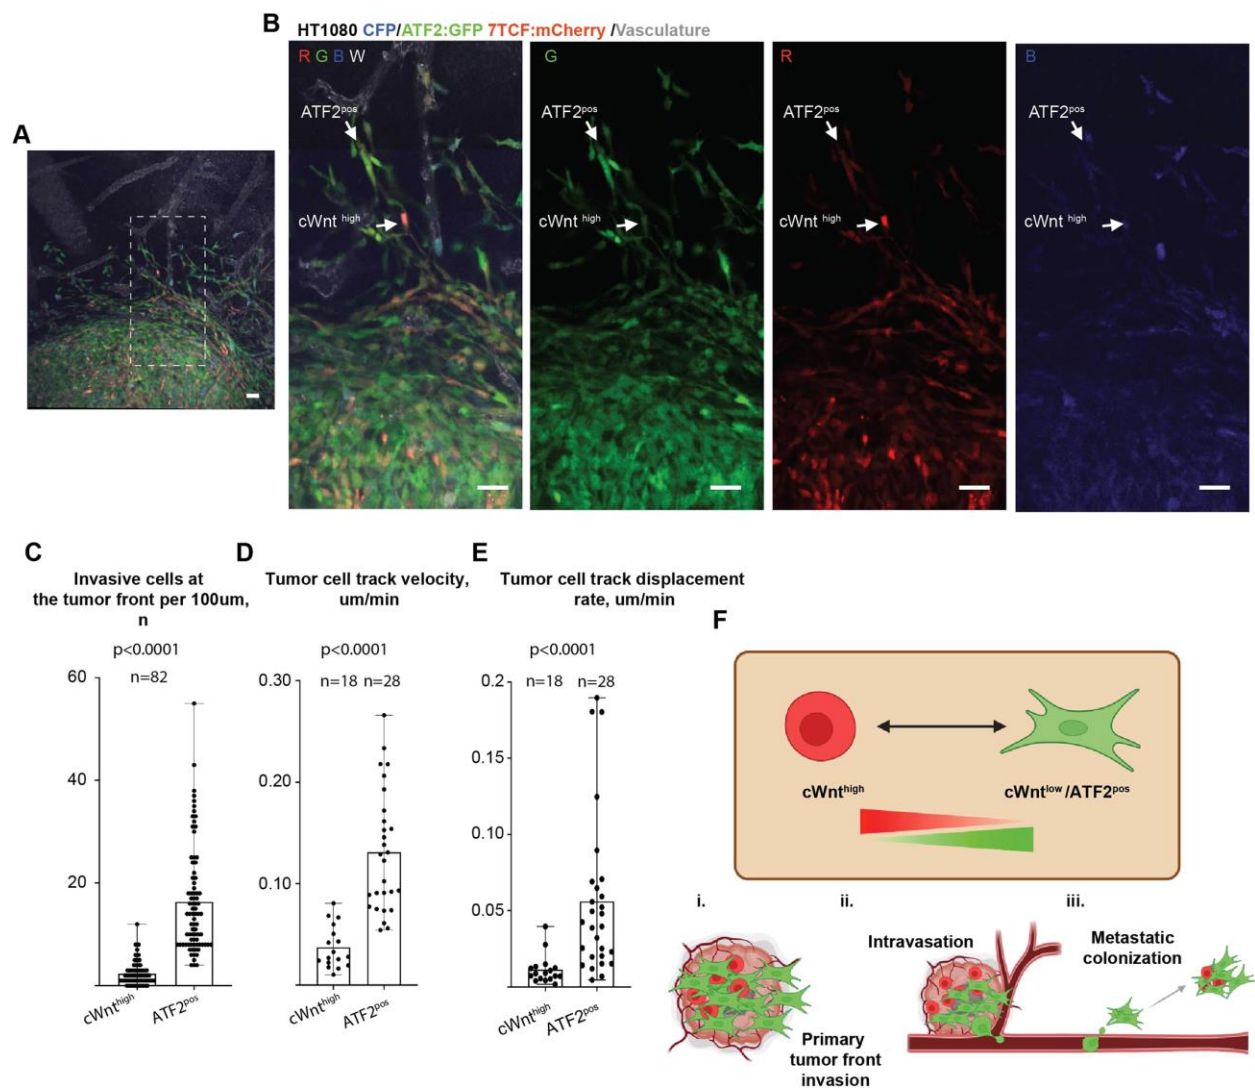 A
B
HT1080 CFP/ATF2:GFP 7TCF:mCherry /Vasculature
R G B W
ATF2pos
cWnt high
G
ATF2pos
cWnt high
R
ATF2pos
cWnt high
B
ATF2pos
cWnt high
C
Invasive cells at
the tumor front per 100um,
n
p<0.0001
n=82
60
40
20
0
cWnthigh
ATF2pos
D
Tumor cell track velocity,
um/min
p<0.0001
n=18 n=28
0.30
0.20
0.10
cWnthigh
ATF2pos
E
Tumor cell track displacement
rate, um/min
p<0.0001
n=18 n=28
0.2
0.15
0.10
0.05
0
cWnthigh
ATF2pos
F
cWnthigh
cWntlow/ATF2pos
i.
ii.
iii.
Primary
tumor front
invasion
Intravasation
Metastatic
colonization